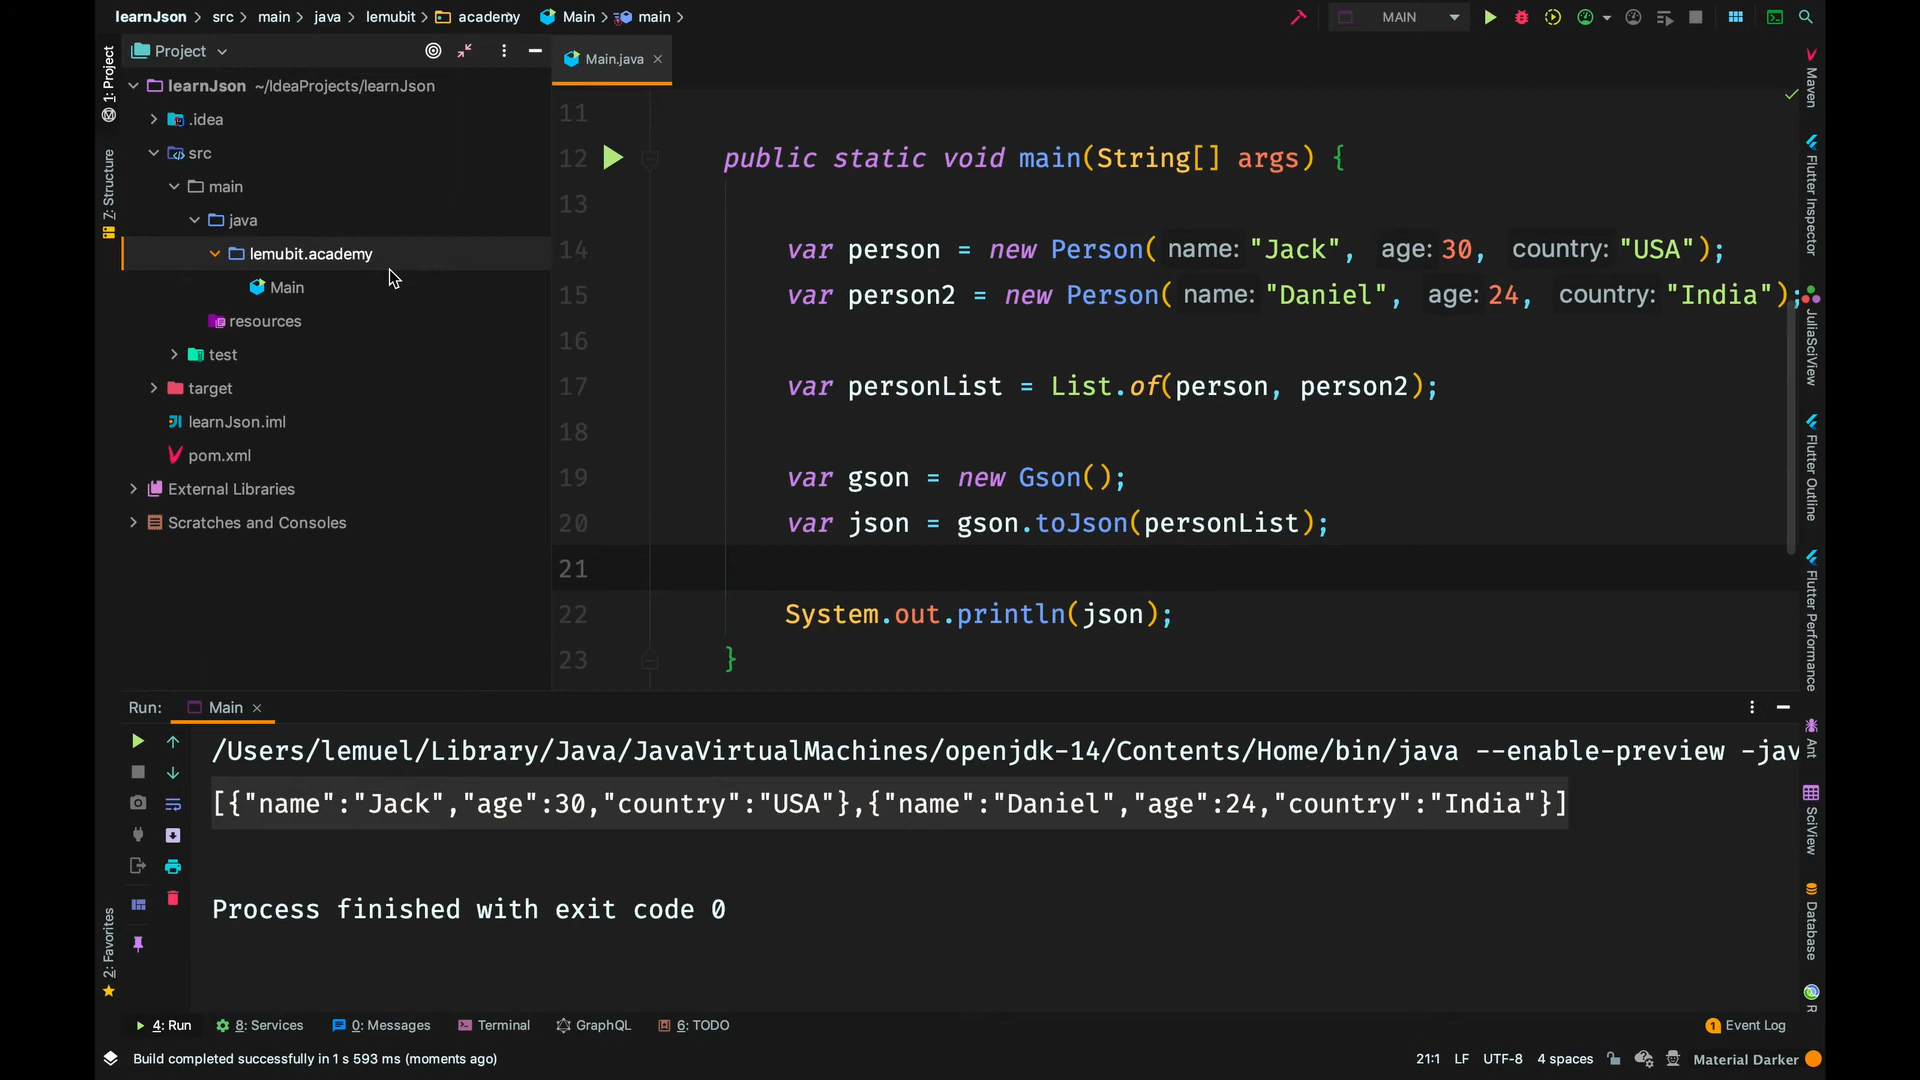 learnJson src main java lemubit academy Main main
MAIN
1: Project
Project
Main.java
learnJson ~/IdeaProjects/learnJson
.idea
src
main
java
lemubit.academy
Main
resources
test
target
learnJson.iml
pom.xml
External Libraries
Scratches and Consoles
7: Structure
2: Favorites
11
12 public static void main(String[] args) {
13
14 var person = new Person( name: "Jack", age: 30, country: "USA");
15 var person2 = new Person( name: "Daniel", age: 24, country: "India");
16
17 var personList = List.of(person, person2);
18
19 var gson = new Gson();
20 var json = gson.toJson(personList);
21
22 System.out.println(json);
23 }
Maven
Flutter Inspector
JuliaSciView
Flutter Outline
Flutter Performance
Ant
SciView
Database
R
Run: Main
/Users/lemuel/Library/Java/JavaVirtualMachines/openjdk-14/Contents/Home/bin/java --enable-preview -jav
[{"name":"Jack","age":30,"country":"USA"},{"name":"Daniel","age":24,"country":"India"}]
Process finished with exit code 0
4: Run 8: Services 0: Messages Terminal GraphQL 6: TODO 1 Event Log
Build completed successfully in 1 s 593 ms (moments ago) 21:1 LF UTF-8 4 spaces Material Darker